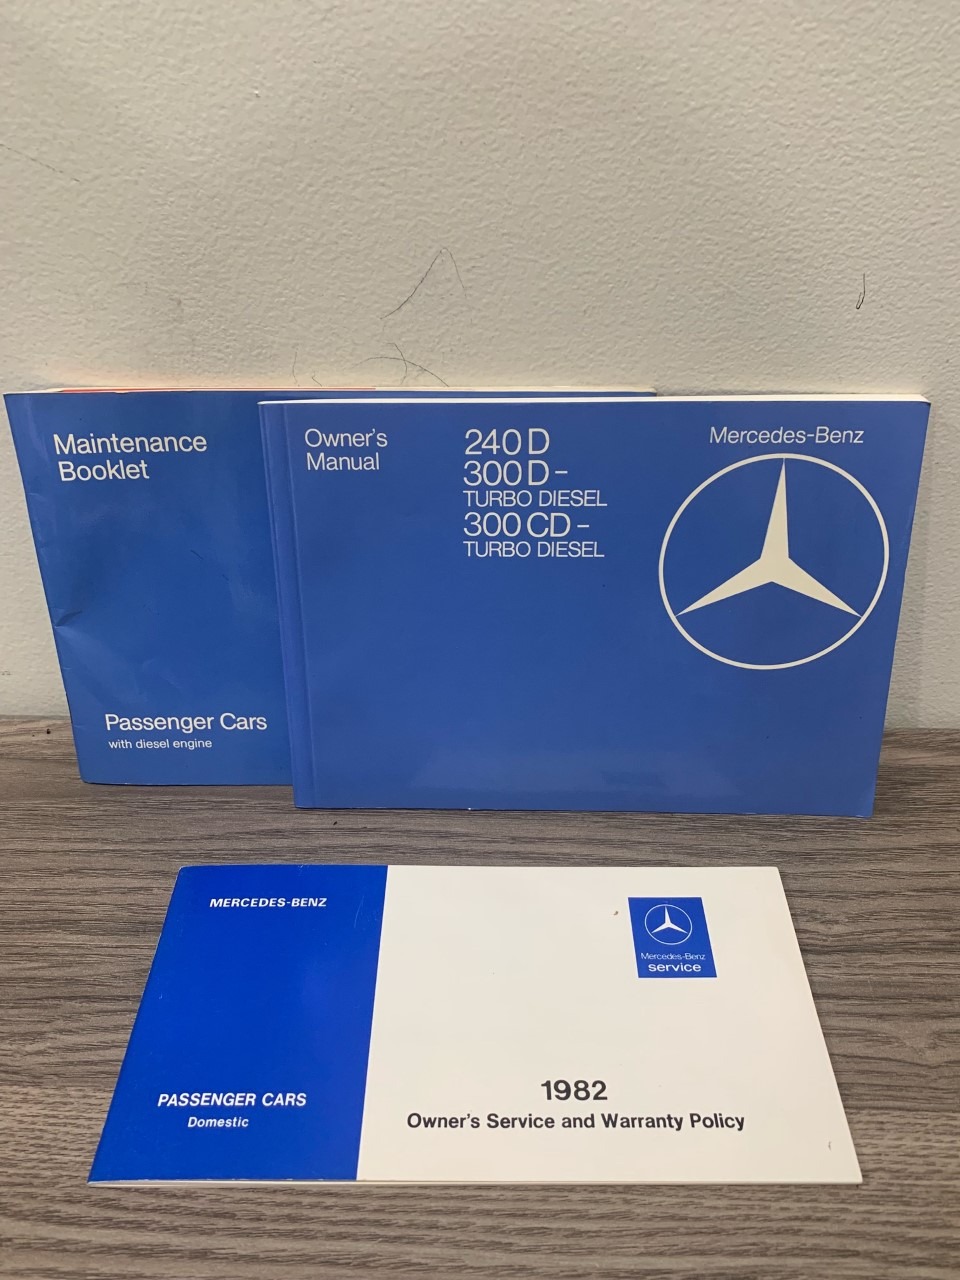 Maintenance
Booklet
Passenger Cars
with diesel engine
Owner's
Manual
240 D
300 D –
TURBO DIESEL
300 CD –
TURBO DIESEL
Mercedes-Benz
MERCEDES-BENZ
PASSENGER CARS
Domestic
Mercedes-Benz
service
1982
Owner's Service and Warranty Policy